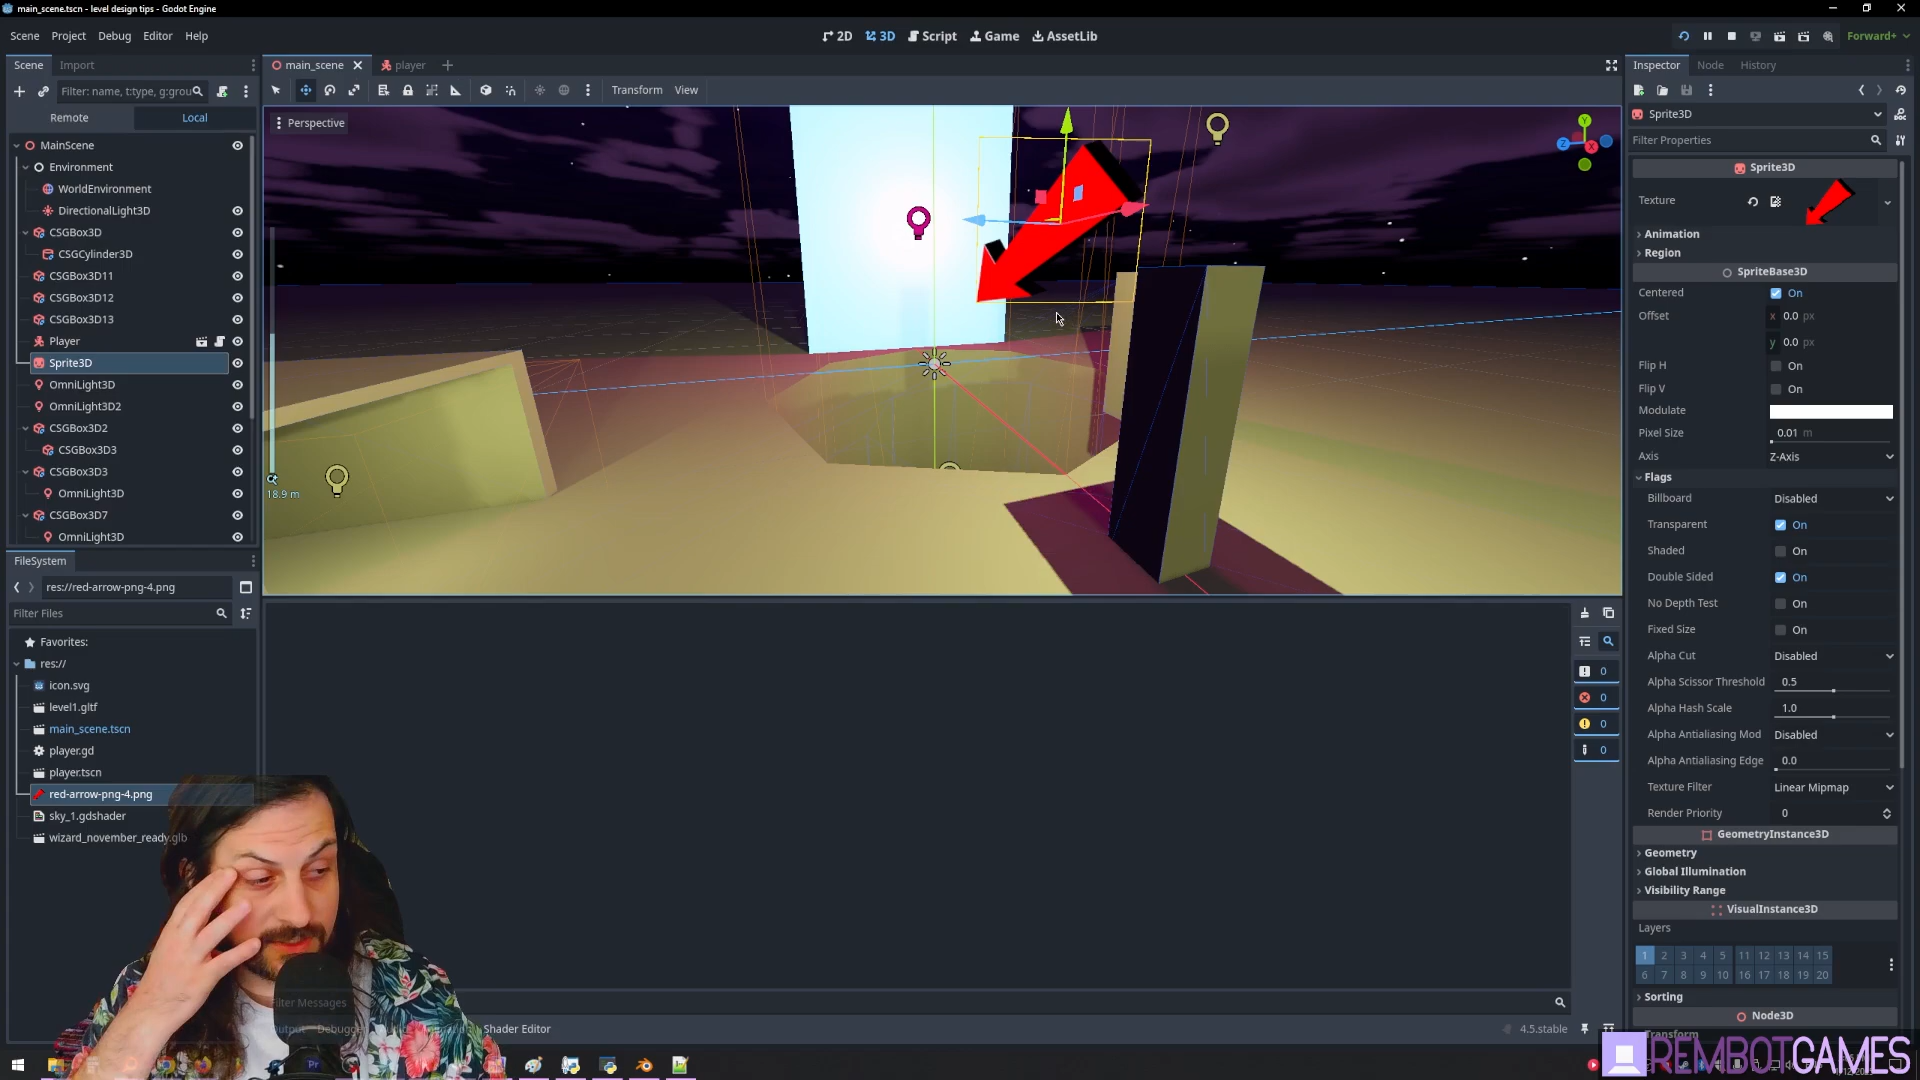 main_scene.tscn - level design tips - Godot Engine
Scene Project Debug Editor Help
2D 3D Script Game AssetLib
Forward+
Scene Import
main_scene player
Inspector Node History
Filter: name, t:type, g:grou
Transform View
Remote Local
Sprite3D
Perspective
Filter Properties
MainScene
Environment
WorldEnvironment
DirectionalLight3D
CSGBox3D
CSGCylinder3D
CSGBox3D11
CSGBox3D12
CSGBox3D13
Player
Sprite3D
OmniLight3D
OmniLight3D2
CSGBox3D2
CSGBox3D3
CSGBox3D3
OmniLight3D
CSGBox3D7
OmniLight3D
18.9 m
Y
Z
X
Sprite3D
Texture
Animation
Region
SpriteBase3D
Centered On
Offset x 0.0 px
y 0.0 px
Flip H On
Flip V On
Modulate
Pixel Size 0.01 m
Axis Z-Axis
Flags
Billboard Disabled
Transparent On
Shaded On
Double Sided On
No Depth Test On
Fixed Size On
Alpha Cut Disabled
Alpha Scissor Threshold 0.5
Alpha Hash Scale 1.0
Alpha Antialiasing Mod Disabled
Alpha Antialiasing Edge 0.0
Texture Filter Linear Mipmap
Render Priority 0
GeometryInstance3D
Geometry
Global Illumination
Visibility Range
VisualInstance3D
Layers
1 2 3 4 5 11 12 13 14 15
6 7 8 9 10 16 17 18 19 20
Sorting
Node3D
Transform
FileSystem
res://red-arrow-png-4.png
Filter Files
Favorites:
res://
icon.svg
level1.gltf
main_scene.tscn
player.gd
player.tscn
red-arrow-png-4.png
sky_1.gdshader
wizard_november_ready.glb
0
0
0
0
Filter Messages
Output Debugger Shader Editor
4.5.stable
Pr
REMBOTGAMES